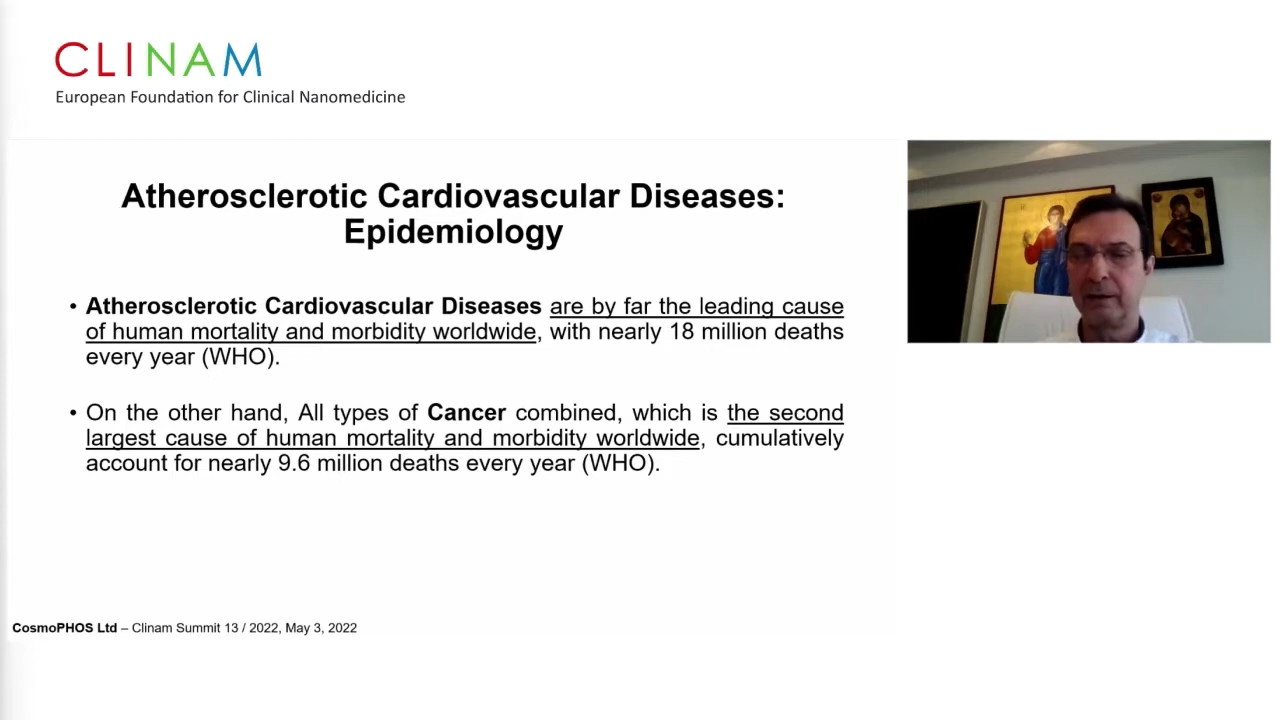 CLINAM
European Foundation for Clinical Nanomedicine
Atherosclerotic Cardiovascular Diseases:
Epidemiology
• Atherosclerotic Cardiovascular Diseases are by far the leading cause
of human mortality and morbidity worldwide, with nearly 18 million deaths
every year (WHO).
• On the other hand, All types of Cancer combined, which is the second
largest cause of human mortality and morbidity worldwide, cumulatively
account for nearly 9.6 million deaths every year (WHO).
CosmoPHOS Ltd – Clinam Summit 13 / 2022, May 3, 2022